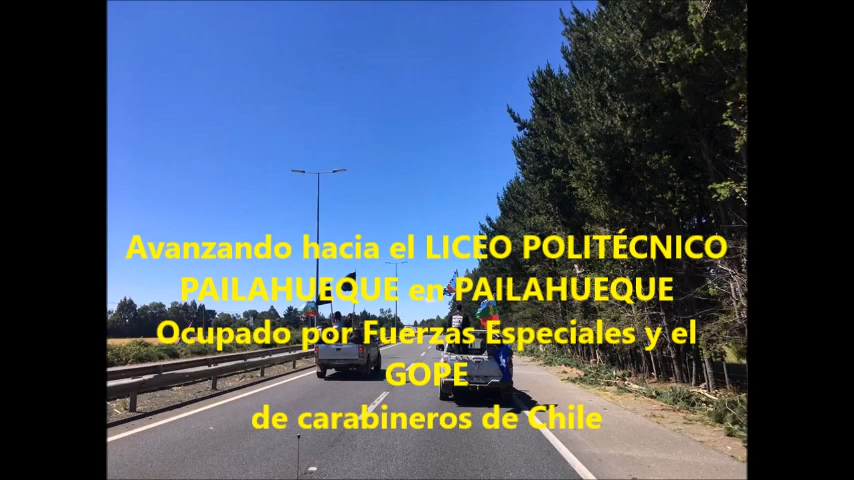 Avanzando hacia el LICEO POLITÉCNICO
PAILAHUEQUE en PAILAHUEQUE
Ocupado por Fuerzas Especiales y el
GOPE
de carabineros de Chile